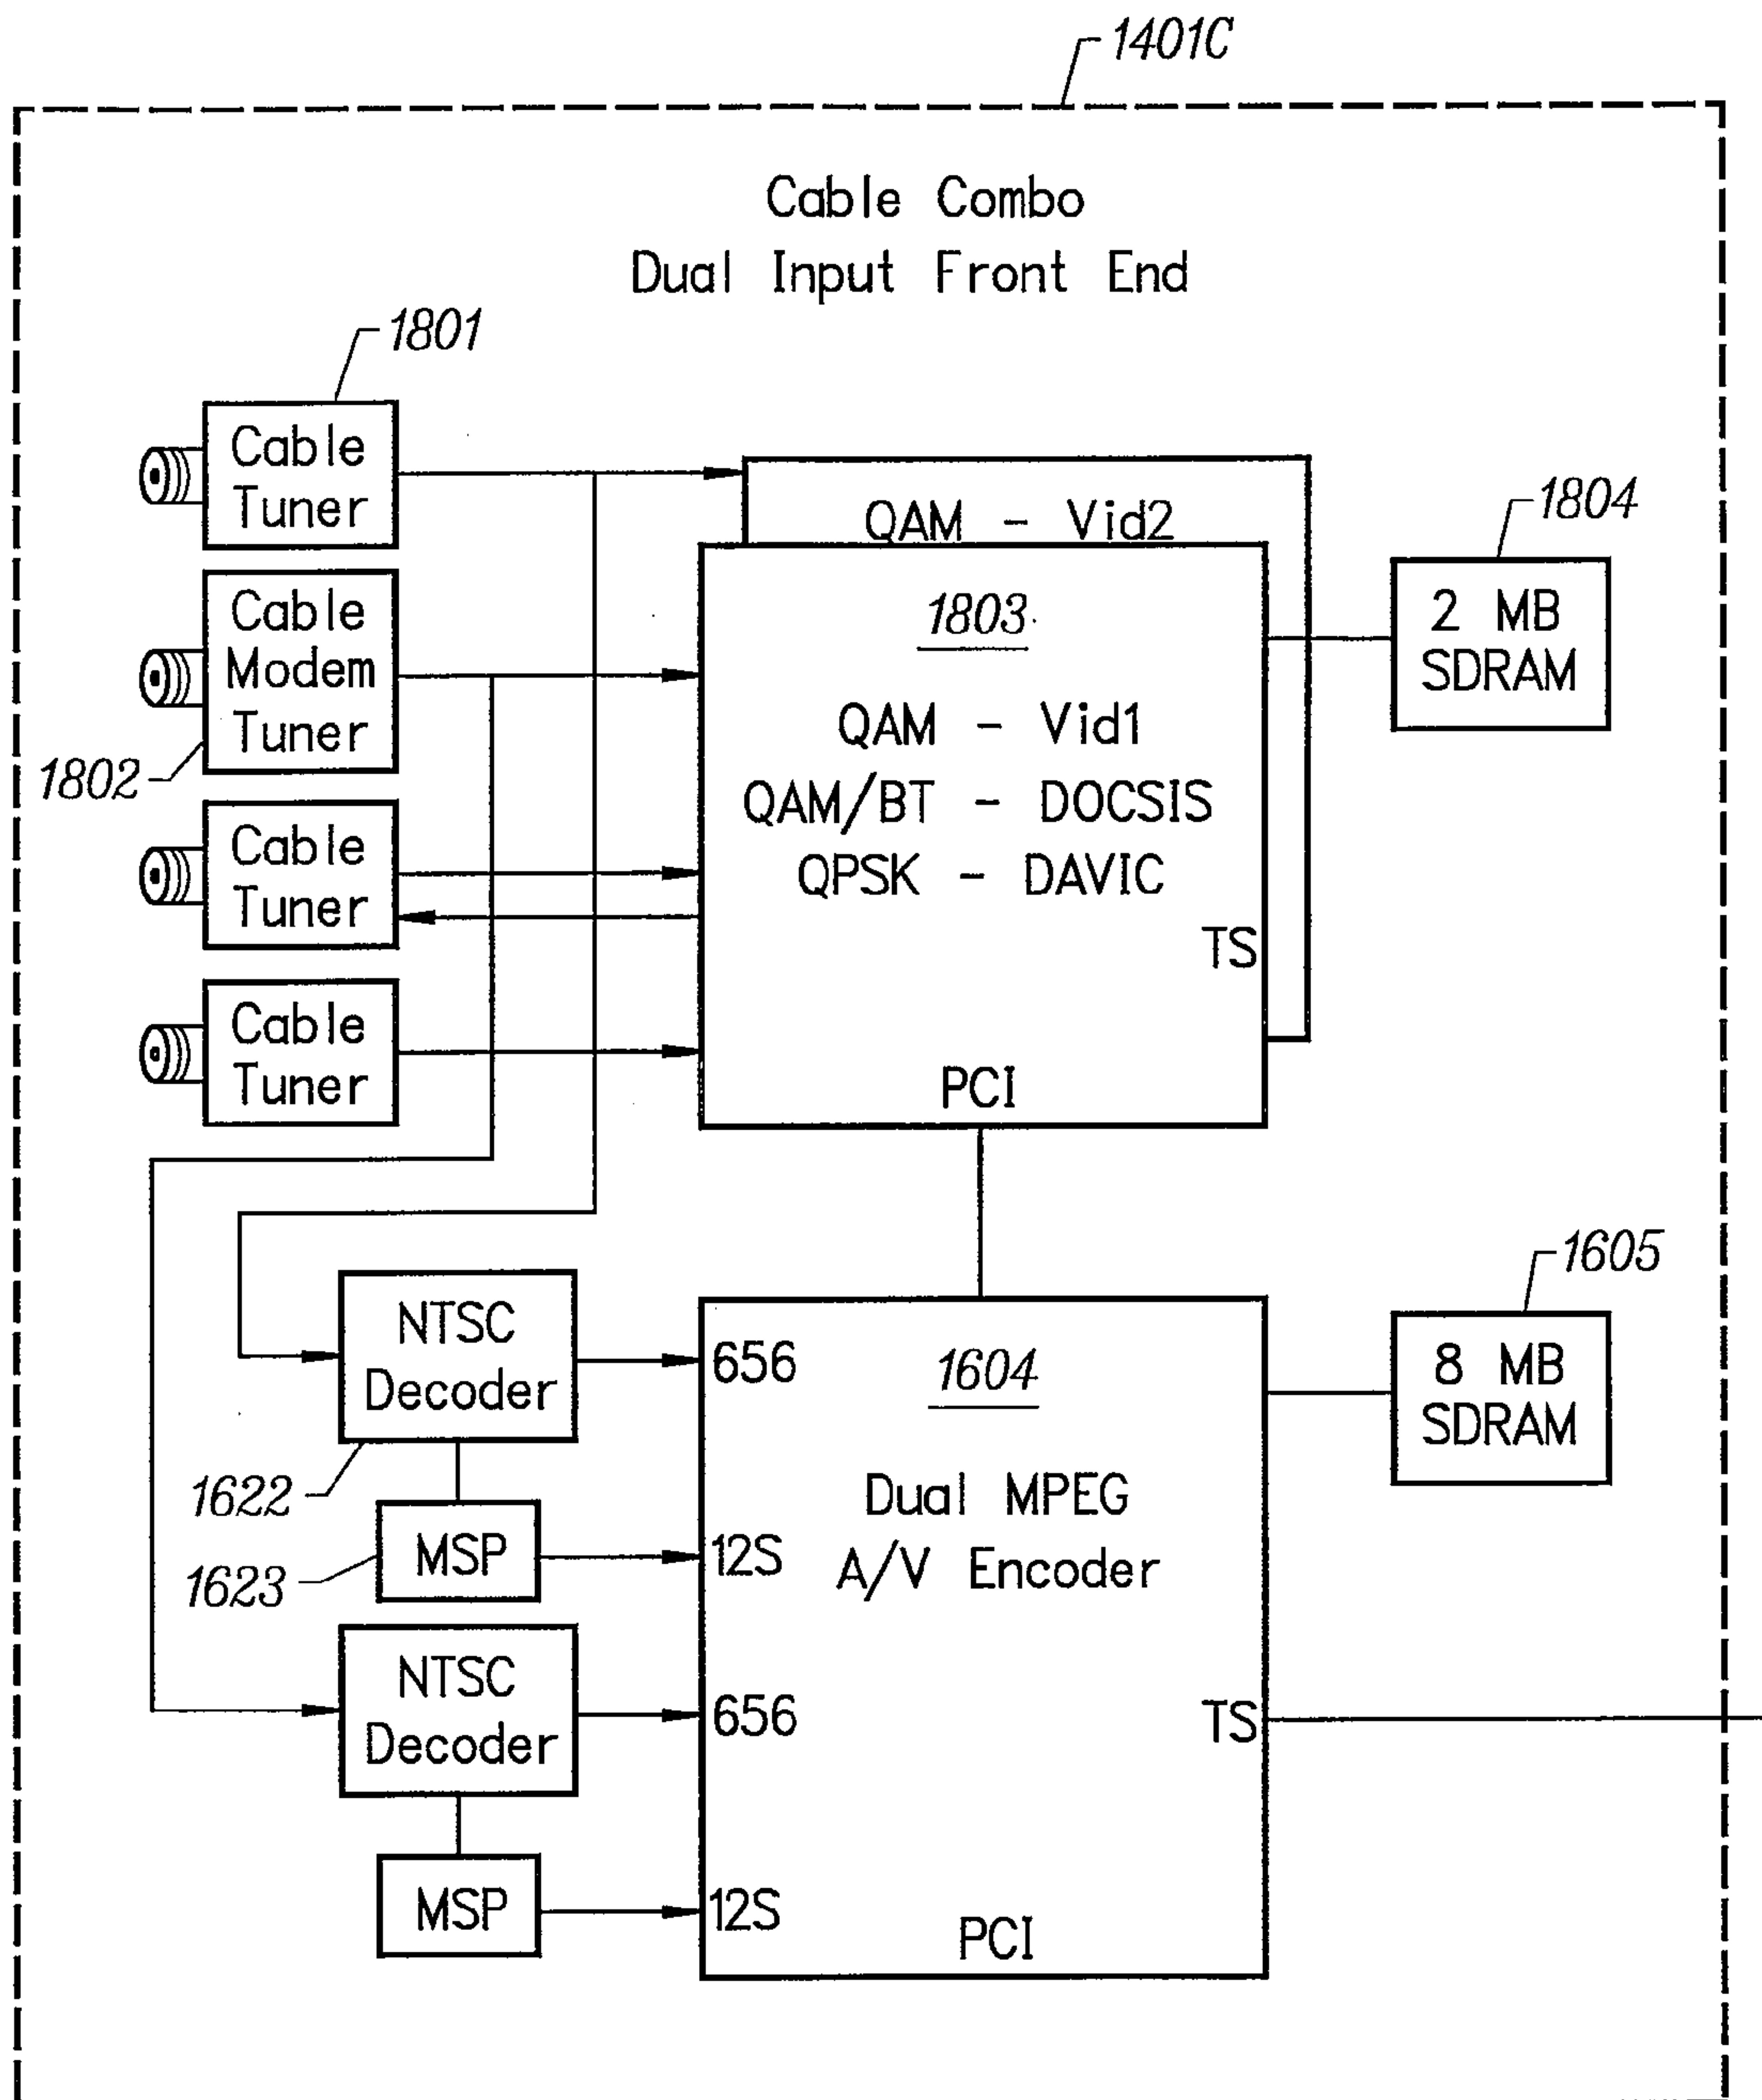 1401C
Cable Combo
Dual Input Front End
1801
Cable
Tuner
QAM - Vid2
1804
2 MB
SDRAM
Cable
Modem
Tuner
1802
1803
QAM - Vid1
QAM/BT - DOCSIS
QPSK - DAVIC
TS
PCI
Cable
Tuner
Cable
Tuner
1605
8 MB
SDRAM
NTSC
Decoder
1622
656
1604
Dual MPEG
A/V Encoder
MSP
1623
12S
NTSC
Decoder
656
TS
MSP
12S
PCI